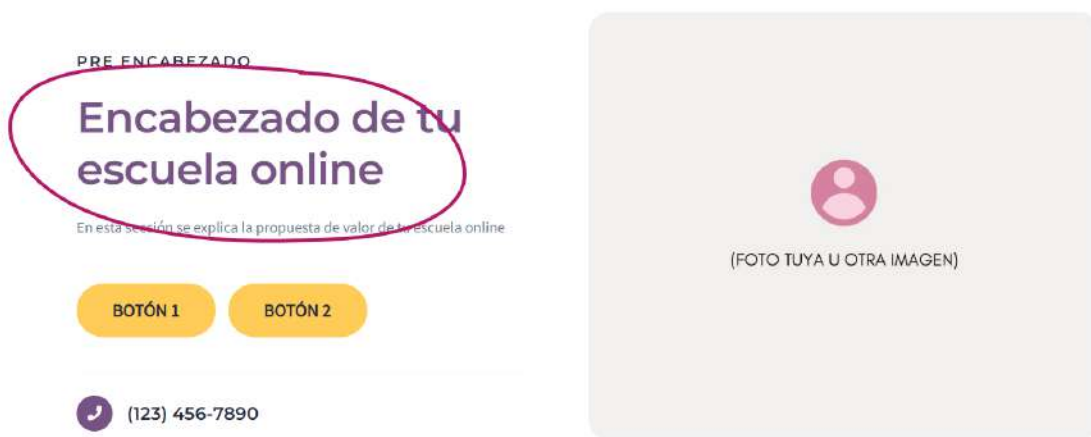 PRE ENCABEZADO
Encabezado de tu
escuela online
En esta sección se explica la propuesta de valor de tu escuela online
BOTÓN 1
BOTÓN 2
(123) 456-7890
(FOTO TUYA U OTRA IMAGEN)